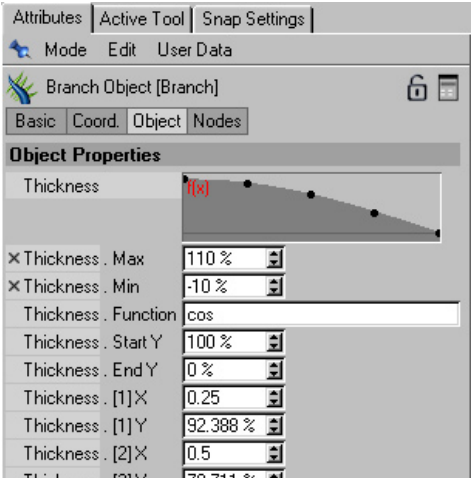 Attributes Active Tool Snap Settings
Mode Edit User Data
Branch Object [Branch]
Basic Coord. Object Nodes
Object Properties
Thickness f(x)
Thickness . Max 110 %
Thickness . Min -10 %
Thickness . Function cos
Thickness . Start Y 100 %
Thickness . End Y 0 %
Thickness . [1] X 0.25
Thickness . [1] Y 92.388 %
Thickness . [2] X 0.5